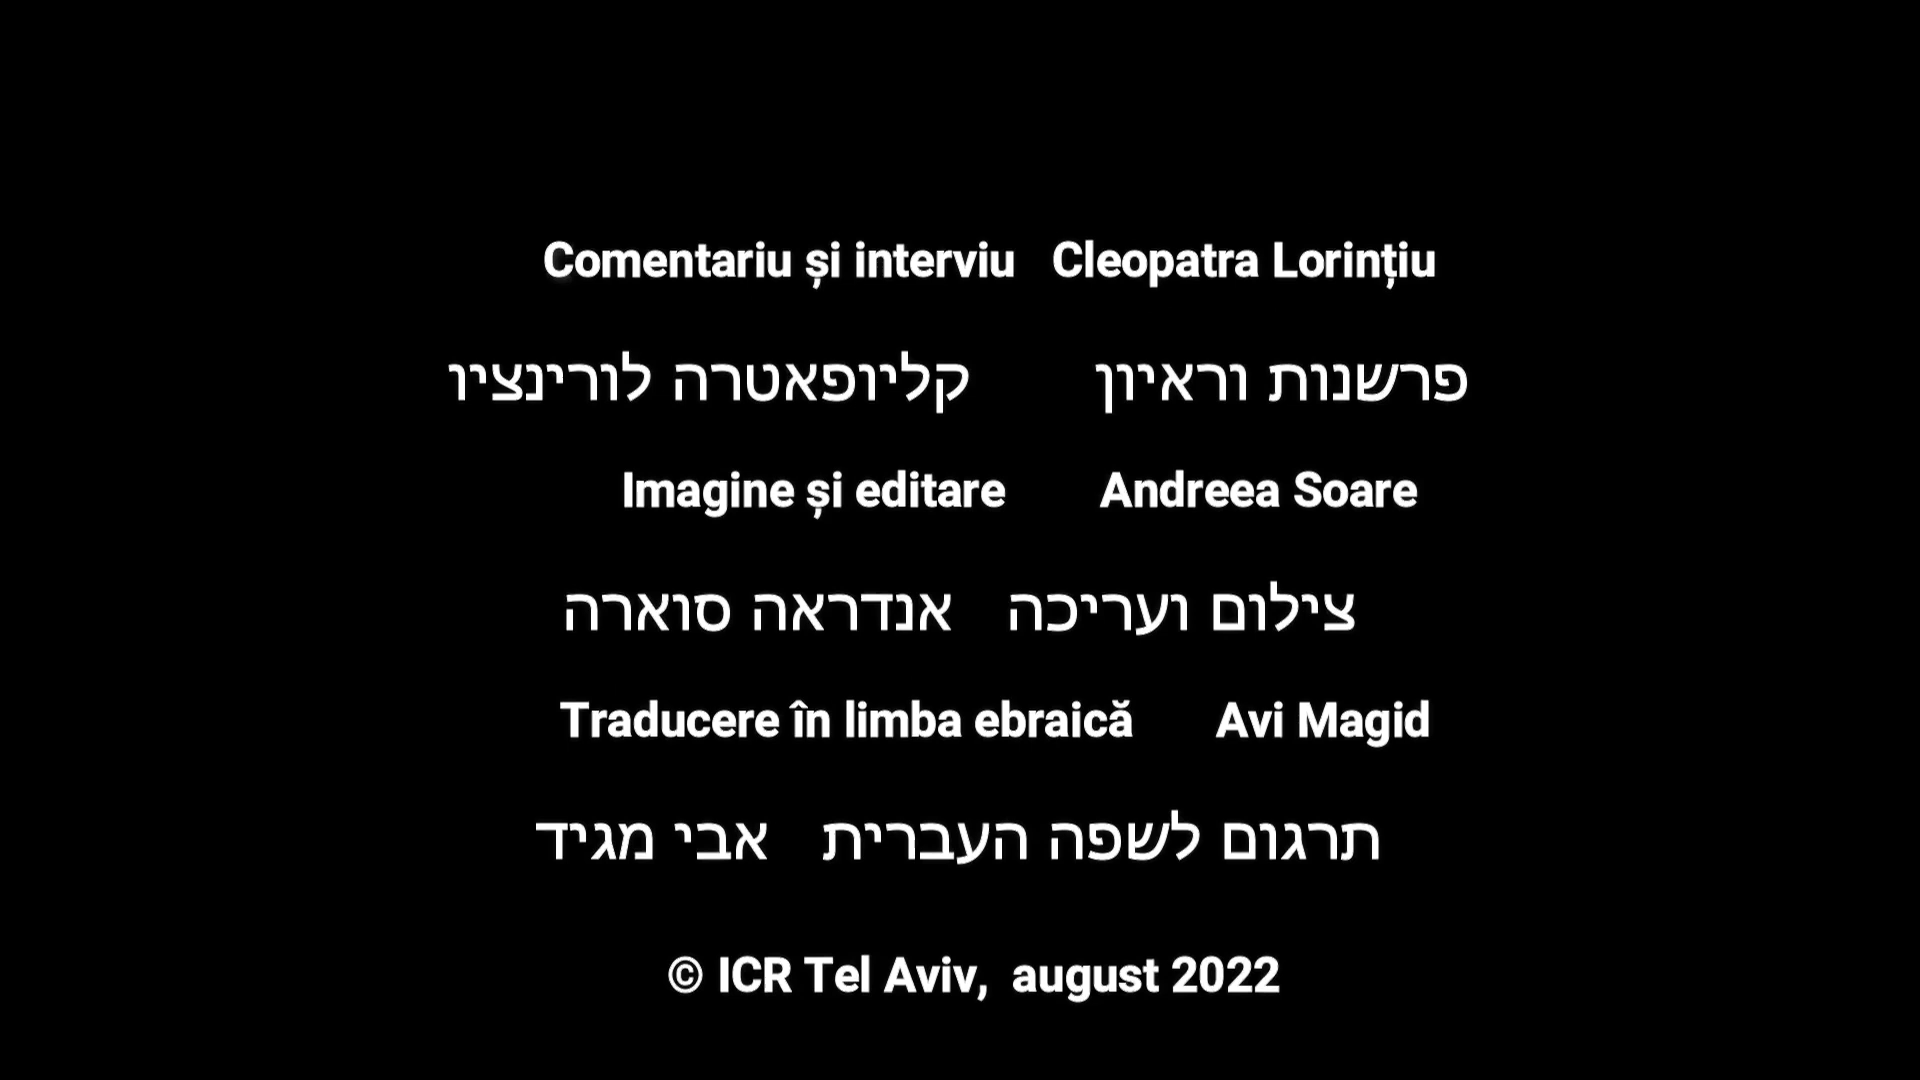 Comentariu și interviu Cleopatra Lorințiu
פרשנות וראיון קליופאטרה לורינציו
Imagine și editare Andreea Soare
צילום ועריכה אנדראה סוארה
Traducere în limba ebraică Avi Magid
תרגום לשפה העברית אבי מגיד
© ICR Tel Aviv, august 2022